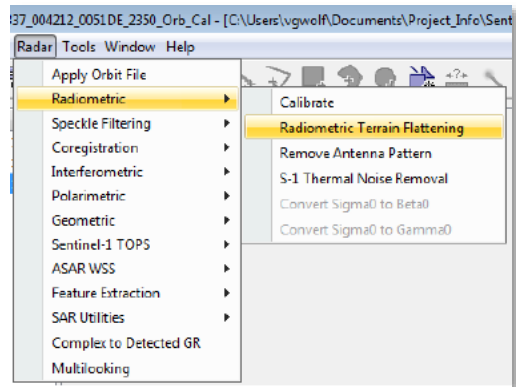 37_004212_0051DE_2350_Orb_Cal - [C:\Users\vgwolf\Documents\Project_Info\Sent
Radar Tools Window Help
Apply Orbit File
Radiometric
Speckle Filtering
Coregistration
Interferometric
Polarimetric
Geometric
Sentinel-1 TOPS
ASAR WSS
Feature Extraction
SAR Utilities
Complex to Detected GR
Multilooking
Calibrate
Radiometric Terrain Flattening
Remove Antenna Pattern
S-1 Thermal Noise Removal
Convert Sigma0 to Beta0
Convert Sigma0 to Gamma0